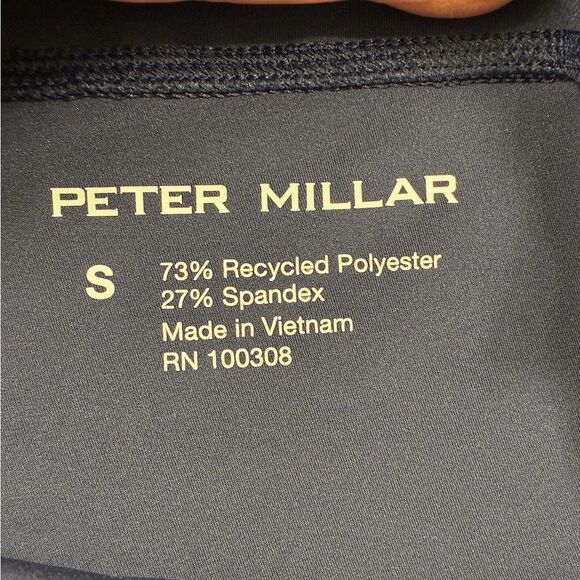 PETER MILLAR
S
73% Recycled Polyester
27% Spandex
Made in Vietnam
RN 100308